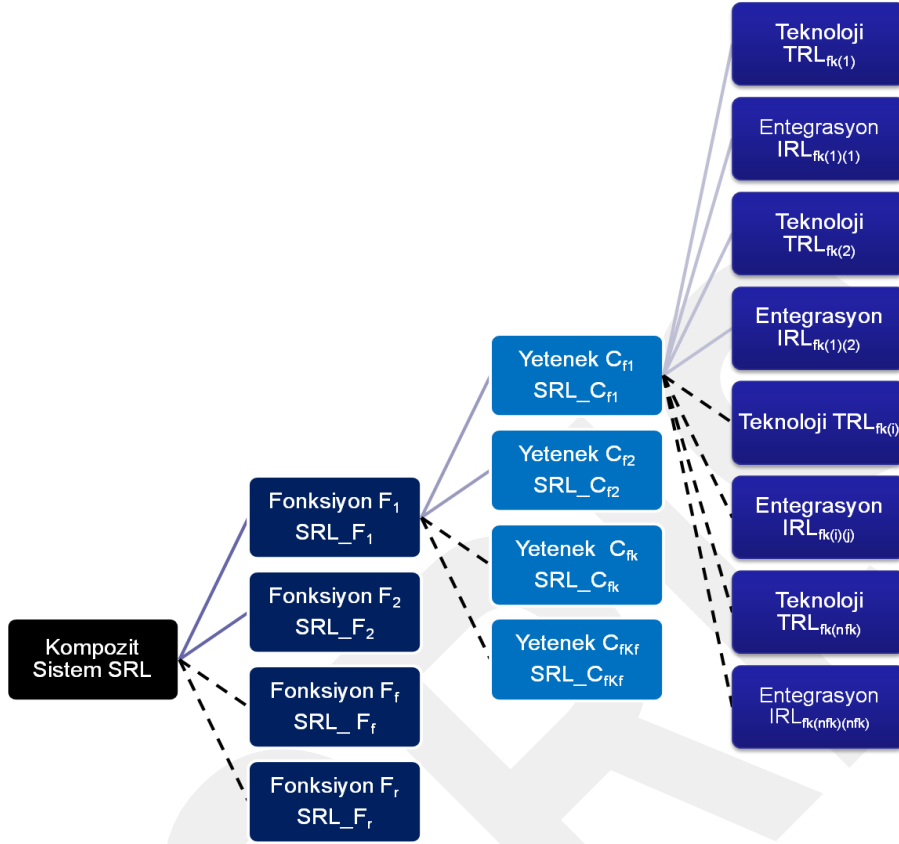 Kompozit
Sistem SRL
Fonksiyon F1
SRL_F1
Fonksiyon F2
SRL_F2
Fonksiyon Ff
SRL_ Ff
Fonksiyon Fr
SRL_Fr
Yetenek Cf1
SRL_Cf1
Yetenek Cf2
SRL_Cf2
Yetenek Cfk
SRL_Cfk
Yetenek CfKf
SRL_CfKf
Teknoloji
TRLfk(1)
Entegrasyon
IRLfk(1)(1)
Teknoloji
TRLfk(2)
Entegrasyon
IRLfk(1)(2)
Teknoloji TRLfk(i)
Entegrasyon
IRLfk(i)(j)
Teknoloji
TRLfk(nfk)
Entegrasyon
IRLfk(nfk)(nfk)